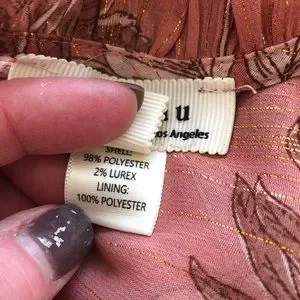 u
os Angeles
SHELL:
98% POLYESTER
2% LUREX
LINING:
100% POLYESTER